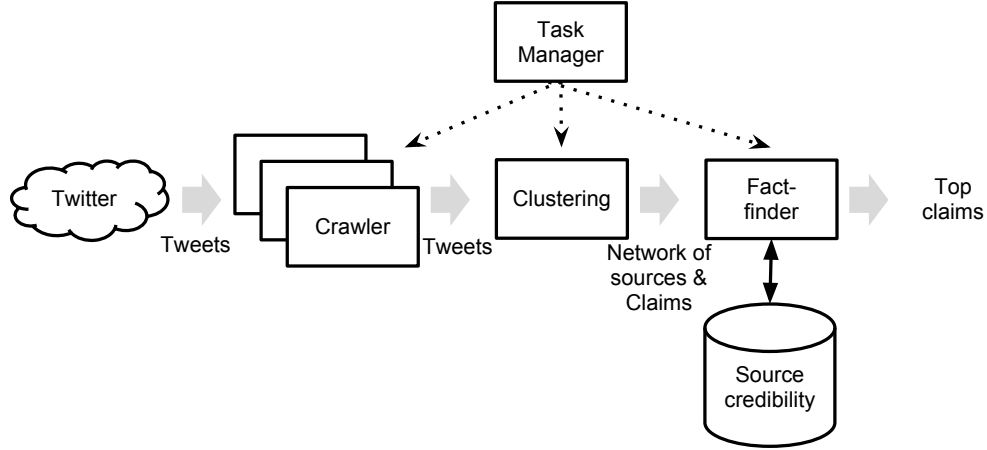 Task
Manager
Twitter
Tweets
Crawler
Tweets
Clustering
Network of
sources &
Claims
Fact-
finder
Top
claims
Source
credibility